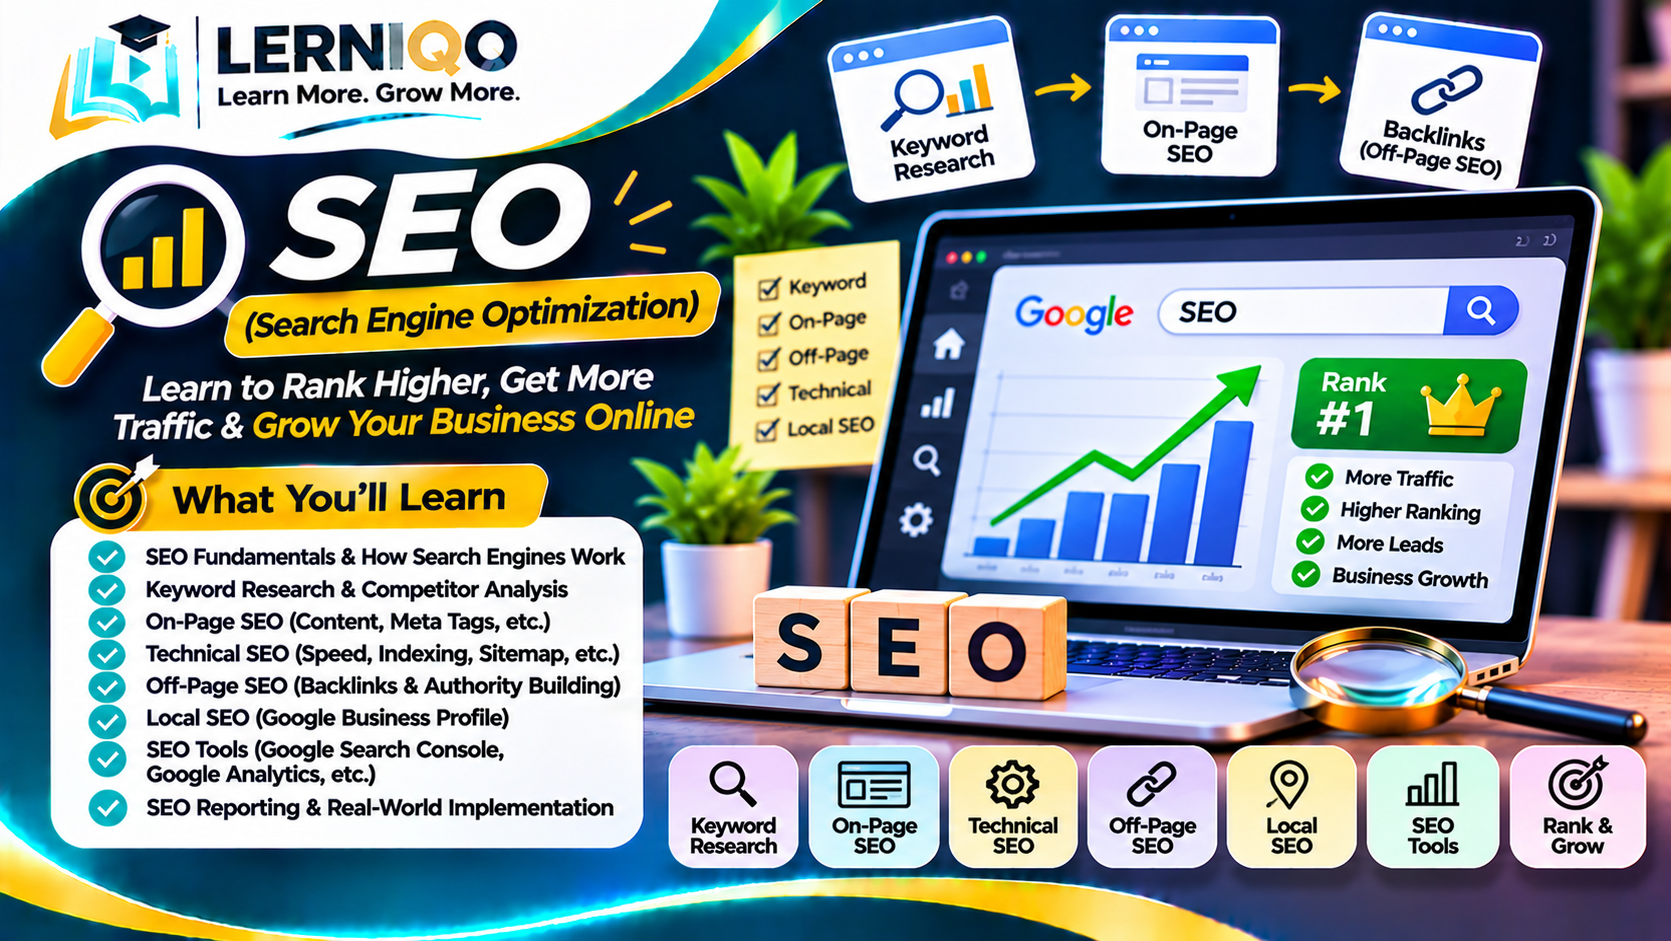 LERNIQO
Learn More. Grow More.
SEO
(Search Engine Optimization)
Learn to Rank Higher, Get More
Traffic & Grow Your Business Online
What You'll Learn
SEO Fundamentals & How Search Engines Work
Keyword Research & Competitor Analysis
On-Page SEO (Content, Meta Tags, etc.)
Technical SEO (Speed, Indexing, Sitemap, etc.)
Off-Page SEO (Backlinks & Authority Building)
Local SEO (Google Business Profile)
SEO Tools (Google Search Console,
Google Analytics, etc.)
SEO Reporting & Real-World Implementation
Keyword
Research
On-Page
SEO
Backlinks
(Off-Page SEO)
Keyword
On-Page
Off-Page
Technical
Local SEO
Google
SEO
Rank
#1
More Traffic
Higher Ranking
More Leads
Business Growth
SEO
Keyword
Research
On-Page
SEO
Technical
SEO
Off-Page
SEO
Local
SEO
SEO
Tools
Rank &
Grow